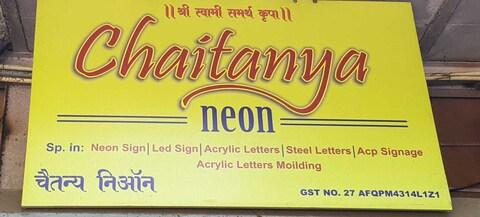 || श्री स्वामी समर्थ कृपा ||
Chaitanya
neon
Sp. in: Neon Sign|Led Sign|Acrylic Letters|Steel Letters|Acp Signage
Acrylic Letters Moilding
चैतन्य निऑन
GST NO. 27 AFQPM4314L1Z1